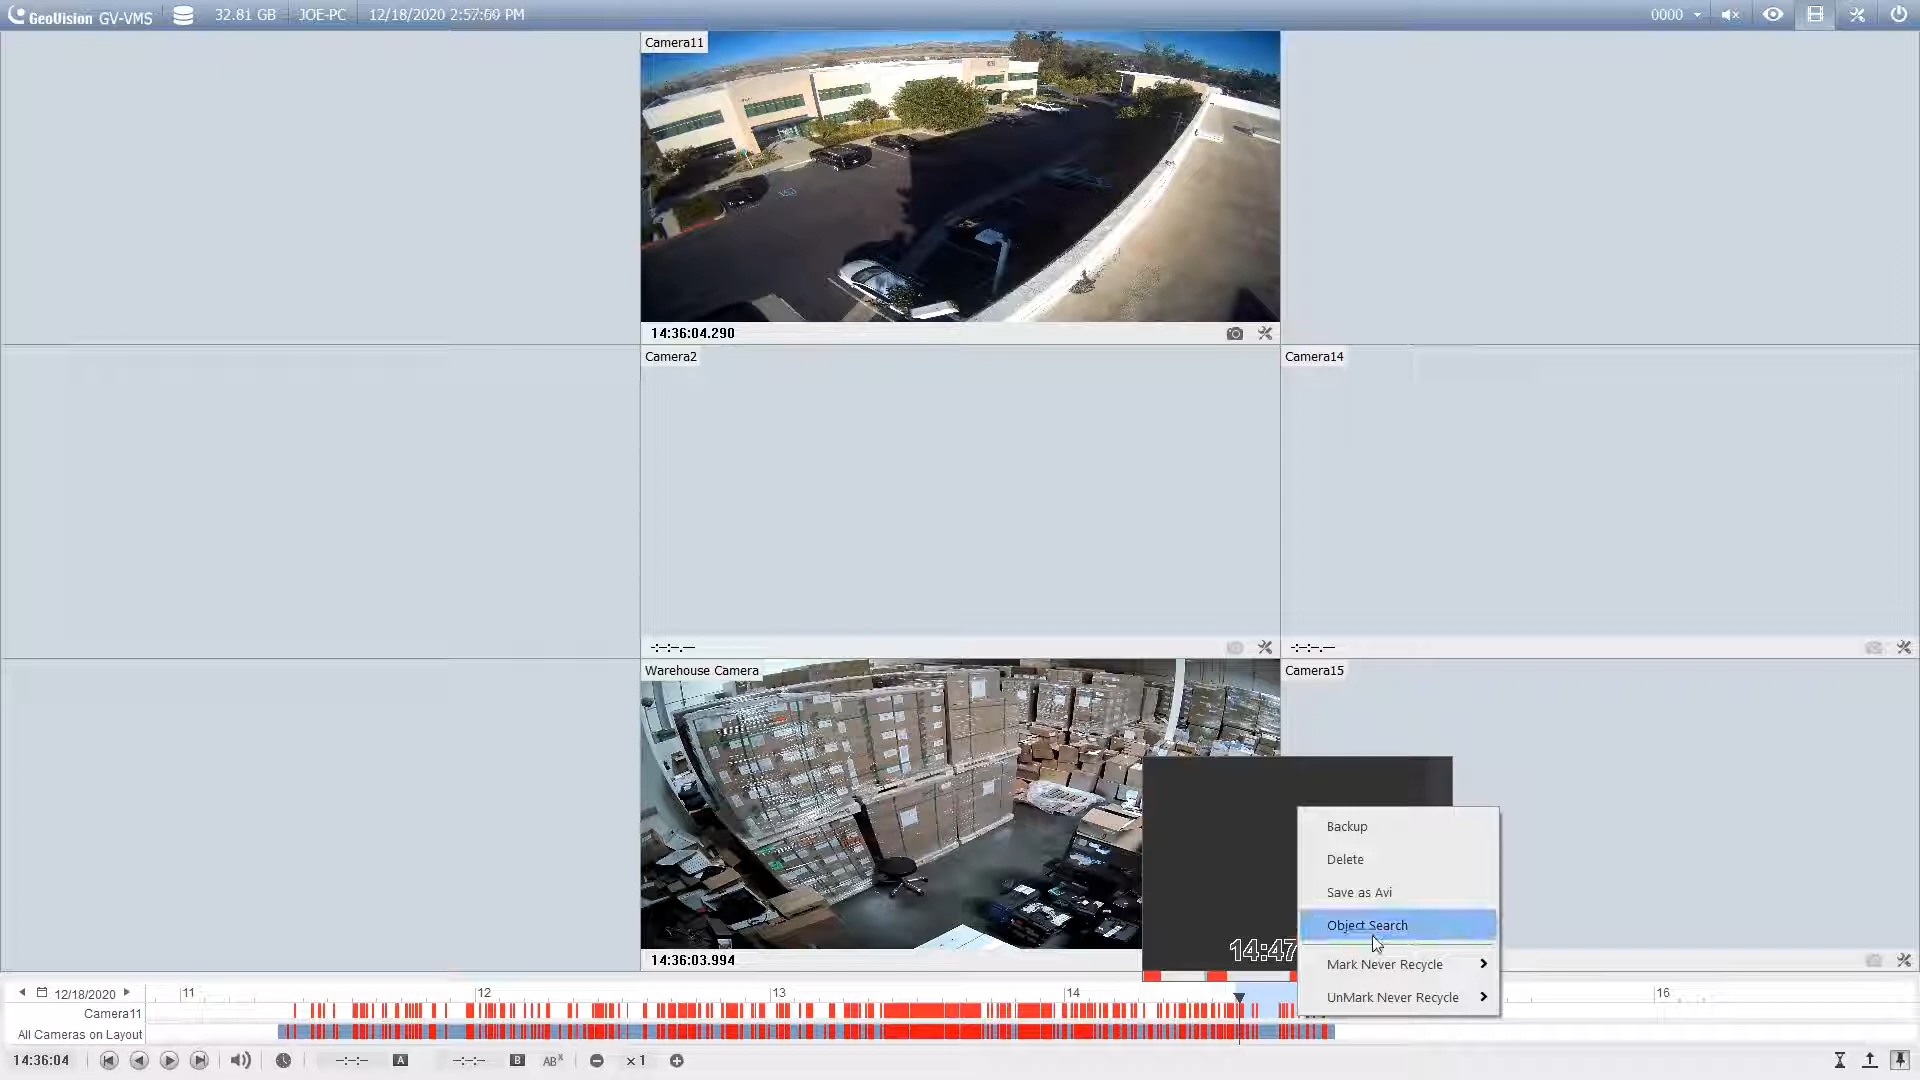 GeoVision GV-VMS 32.81 GB JOE-PC 12/18/2020 2:57:09 PM 0000
Camera11
14:36:04.290
Camera2
Camera14
-:-:-.--
-:-:-.--
Warehouse Camera
Camera15
Backup
Delete
Save as Avi
Object Search
Mark Never Recycle
UnMark Never Recycle
14:47
14:36:03.994
12/18/2020 11 12 13 14 16
Camera11
All Cameras on Layout
14:36:04 --:--:-- A --:--:-- B AB x 1